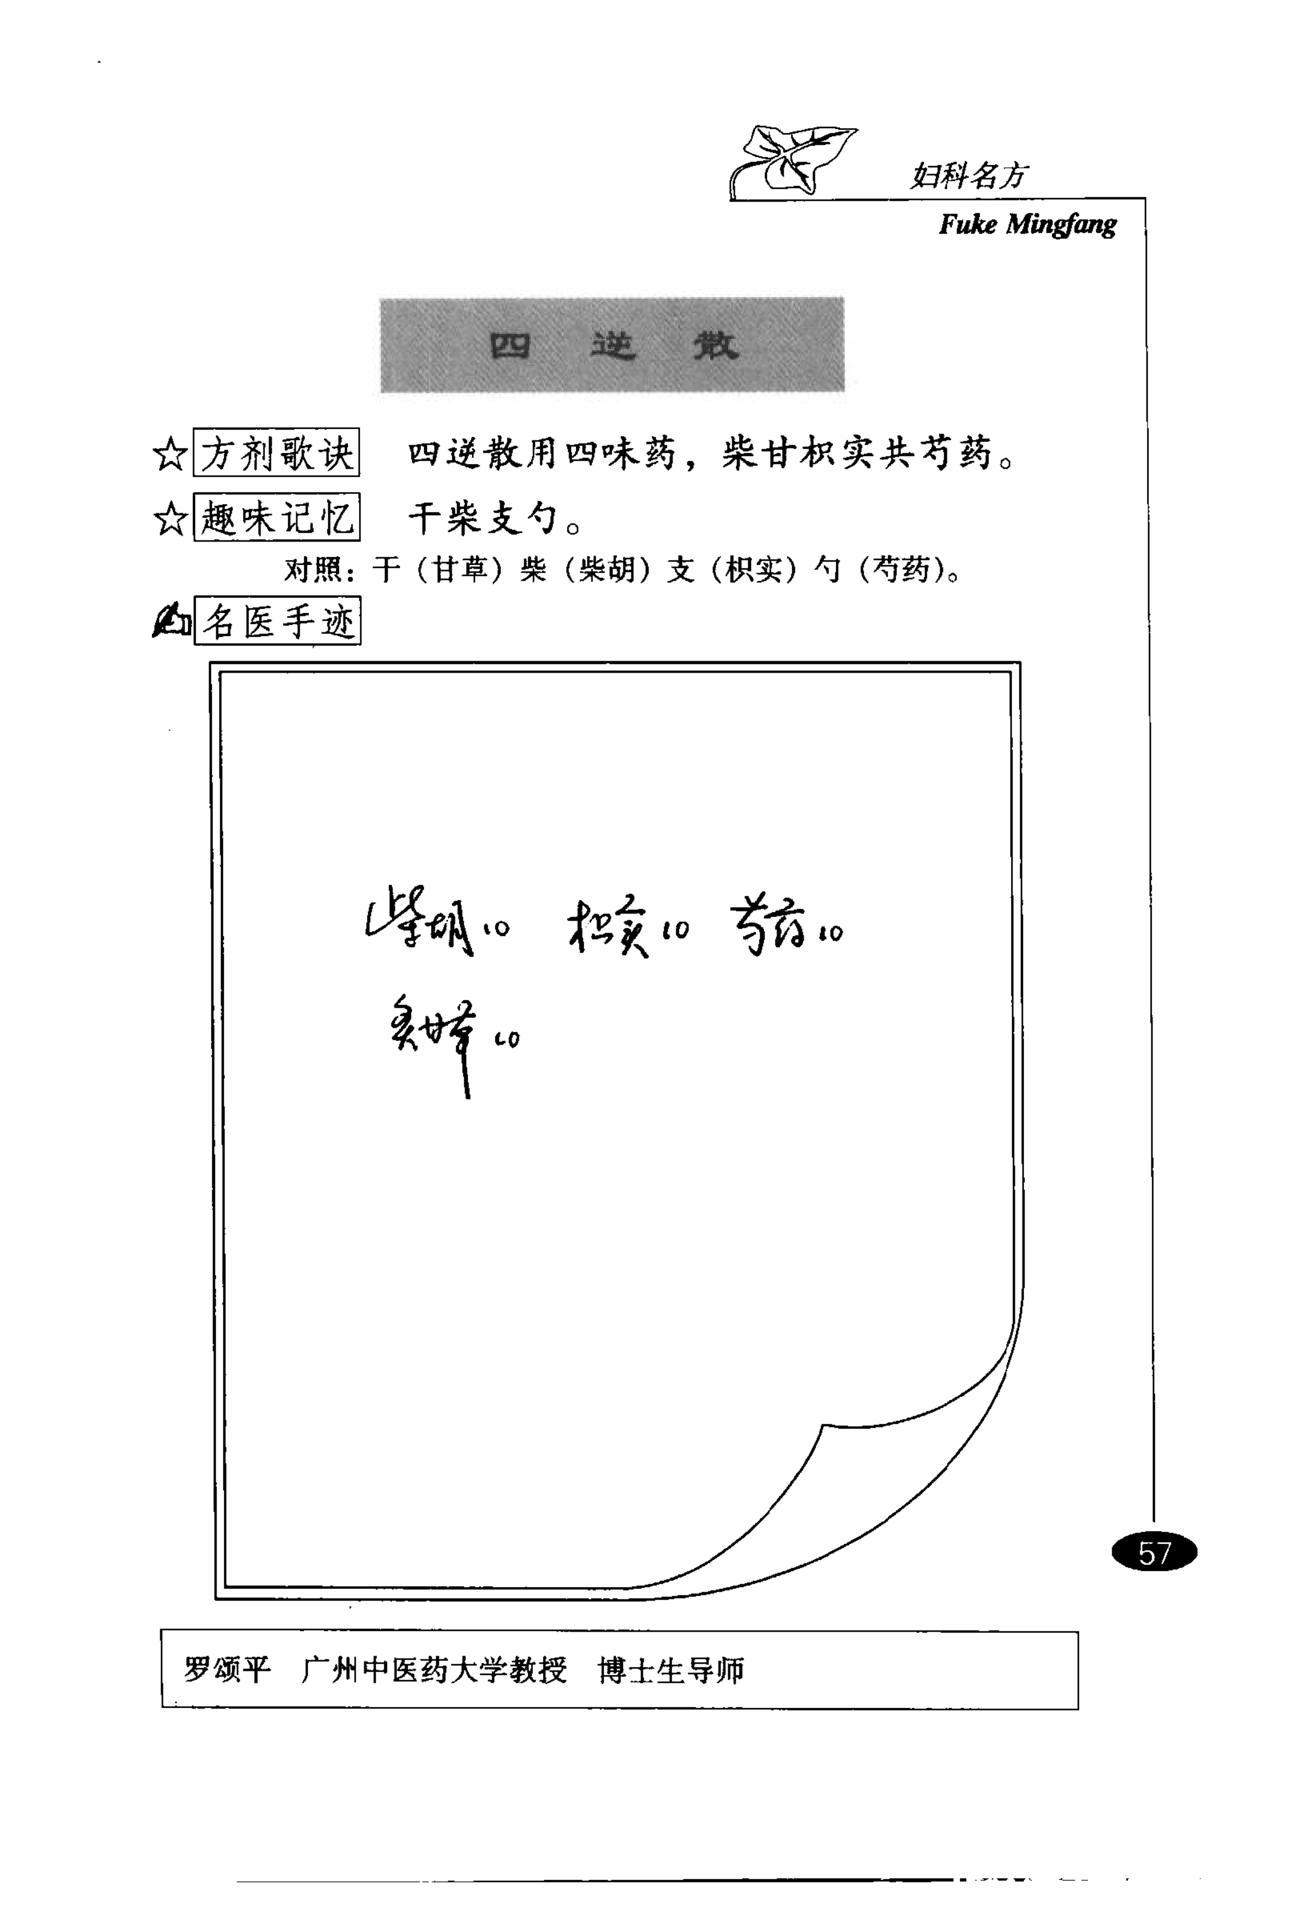 妇科名方
Fuke Mingfang
四逆散
☆方剂歌诀 四逆散用四味药，柴甘枳实共芍药。
☆趣味记忆 干柴支勺。
对照：干（甘草）柴（柴胡）支（枳实）勺（芍药）。
名医手迹
柴胡10 枳实10 芍药10
炙甘草10
57
罗颂平 广州中医药大学教授 博士生导师